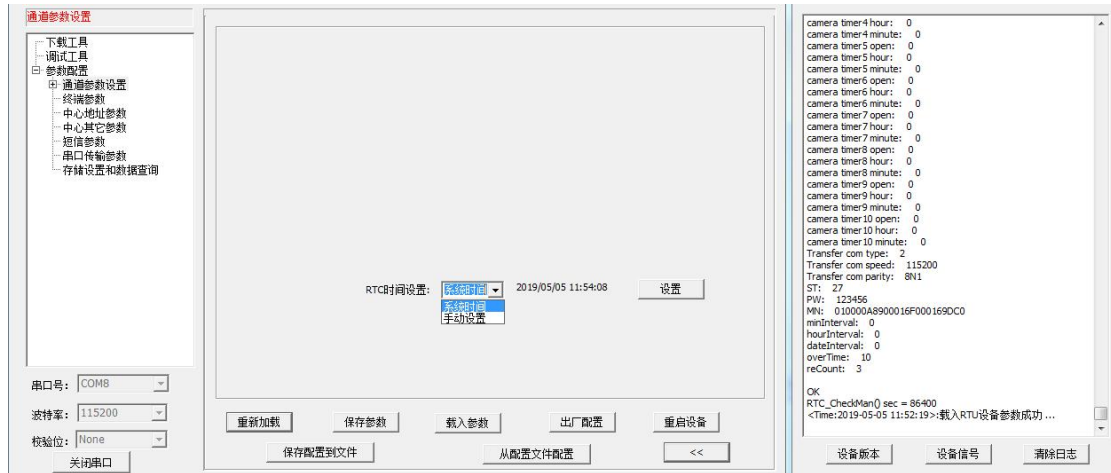 通道参数设置
下载工具
调试工具
参数配置
通道参数设置
终端参数
中心地址参数
中心其它参数
短信参数
串口传输参数
存储设置和数据查询
串口号： COM8
波特率： 115200
校验位： None
关闭串口
RTC时间设置： 系统时间 2019/05/05 11:54:08 设置
系统时间
手动设置
重新加载 保存参数 载入参数 出厂配置 重启设备
保存配置到文件 从配置文件配置 <<
camera timer4 hour: 0
camera timer4 minute: 0
camera timer5 open: 0
camera timer5 hour: 0
camera timer5 minute: 0
camera timer6 open: 0
camera timer6 hour: 0
camera timer6 minute: 0
camera timer7 open: 0
camera timer7 hour: 0
camera timer7 minute: 0
camera timer8 open: 0
camera timer8 hour: 0
camera timer8 minute: 0
camera timer9 open: 0
camera timer9 hour: 0
camera timer9 minute: 0
camera timer10 open: 0
camera timer10 hour: 0
camera timer10 minute: 0
Transfer com type: 2
Transfer com speed: 115200
Transfer com parity: 8N1
ST: 27
PW: 123456
MN: 010000A8900016F000169DC0
minInterval: 0
hourInterval: 0
dateInterval: 0
overTime: 10
reCount: 3
OK
RTC_CheckMan() sec = 86400
<Time:2019-05-05 11:52:19>:载入RTU设备参数成功 ...
设备版本 设备信号 清除日志